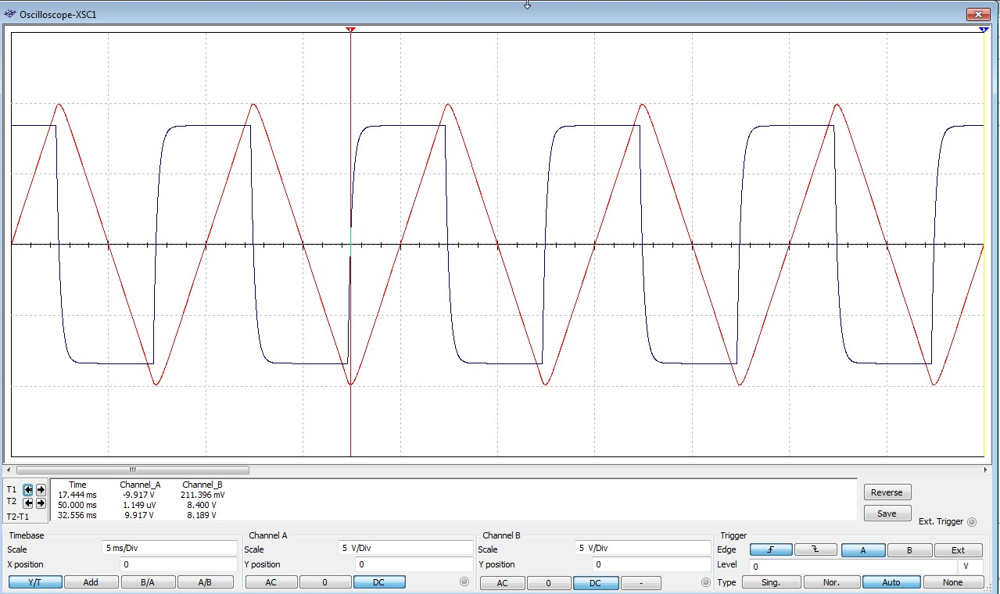 Oscilloscope-XSC1
Time Channel_A Channel_B
T1 17.444 ms -9.917 V 211.396 mV
T2 50.000 ms 1.149 uV 8.400 V
T2-T1 32.556 ms 9.917 V 8.189 V
Reverse
Save
Ext. Trigger
Timebase Channel A Channel B Trigger
Scale 5 ms/Div Scale 5 V/Div Scale 5 V/Div Edge A B Ext
X position 0 Y position 0 Y position 0 Level 0 V
Y/T Add B/A A/B AC 0 DC AC 0 DC - Type Sing. Nor. Auto None